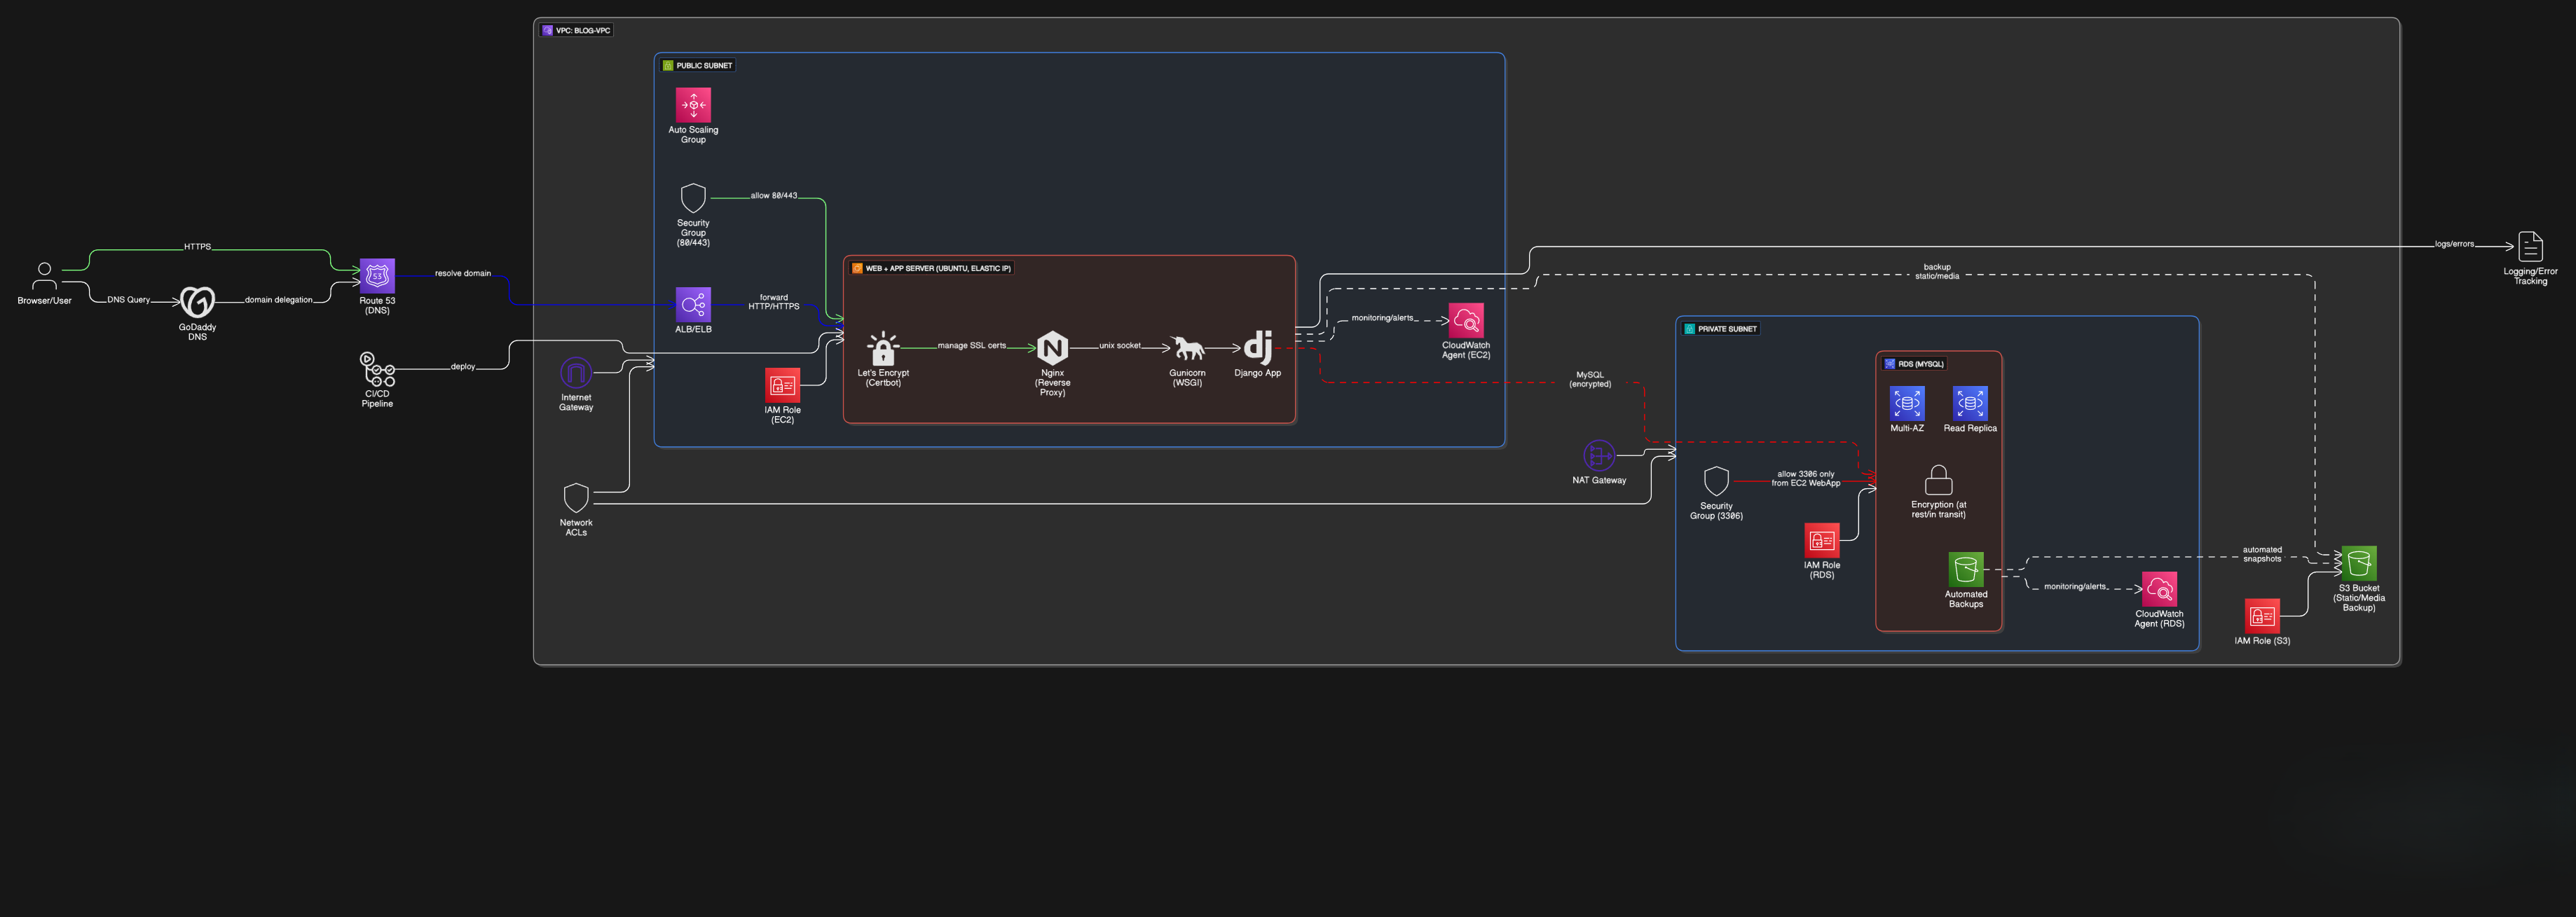 VPC: BLOG-VPC
PUBLIC SUBNET
Auto Scaling
Group
allow 80/443
Security
Group
(80/443)
HTTPS
Browser/User
DNS Query
GoDaddy
DNS
domain delegation
53
Route 53
(DNS)
resolve domain
CI/CD
Pipeline
deploy
ALB/ELB
forward
HTTP/HTTPS
Internet
Gateway
IAM Role
(EC2)
Network
ACLs
WEB + APP SERVER (UBUNTU, ELASTIC IP)
Let's Encrypt
(Certbot)
manage SSL certs
N
Nginx
(Reverse
Proxy)
unix socket
Gunicorn
(WSGI)
dj
Django App
monitoring/alerts
CloudWatch
Agent (EC2)
logs/errors
Logging/Error
Tracking
backup
static/media
MySQL
(encrypted)
NAT Gateway
PRIVATE SUBNET
Security
Group (3306)
allow 3306 only
from EC2 WebApp
IAM Role
(RDS)
RDS (MYSQL)
Multi-AZ
Read Replica
Encryption (at
rest/in transit)
Automated
Backups
monitoring/alerts
CloudWatch
Agent (RDS)
automated
snapshots
IAM Role (S3)
S3 Bucket
(Static/Media
Backup)